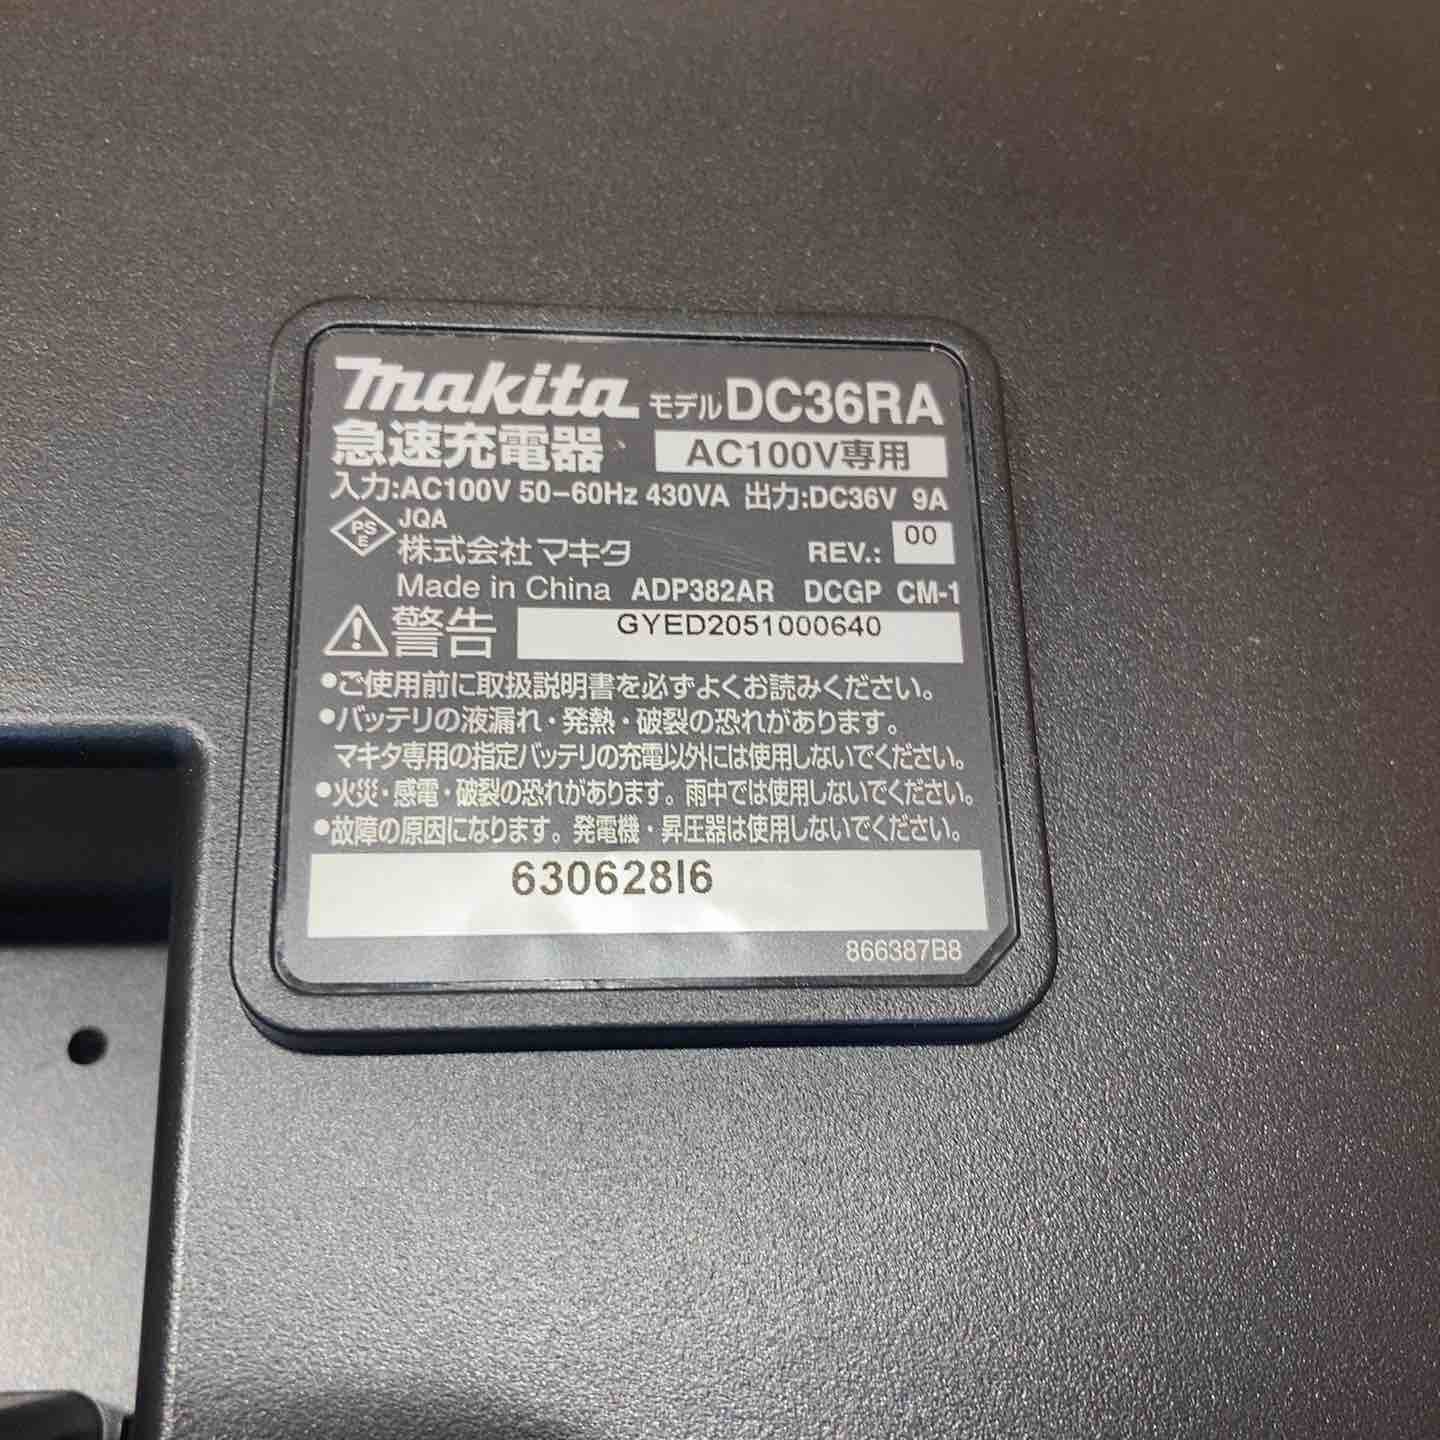 makita モデル DC36RA
急速充電器 AC100V専用
入力:AC100V 50-60Hz 430VA 出力:DC36V 9A
PS E JQA
株式会社マキタ REV.: 00
Made in China ADP382AR DCGP CM-1
警告 GYED2051000640
●ご使用前に取扱説明書を必ずよくお読みください。
●バッテリの液漏れ・発熱・破裂の恐れがあります。
マキタ専用の指定バッテリの充電以外には使用しないでください。
●火災・感電・破裂の恐れがあります。雨中では使用しないでください。
●故障の原因になります。発電機・昇圧器は使用しないでください。
630628I6
866387B8